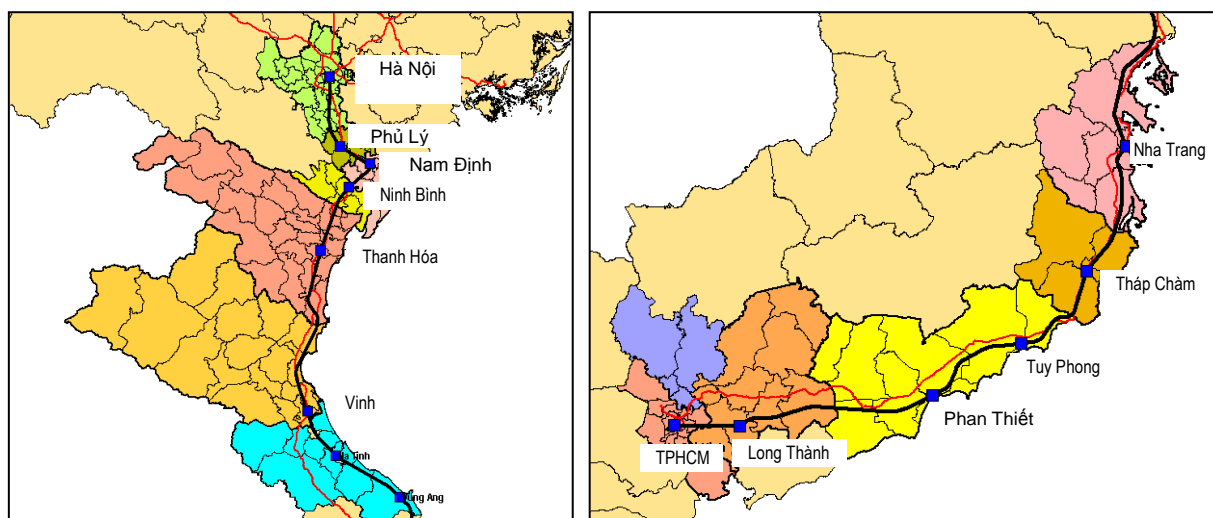 Hà Nội
Phủ Lý
Nam Định
Ninh Bình
Thanh Hóa
Vinh
Nha Trang
Tháp Chàm
Tuy Phong
Phan Thiết
Long Thành
TPHCM